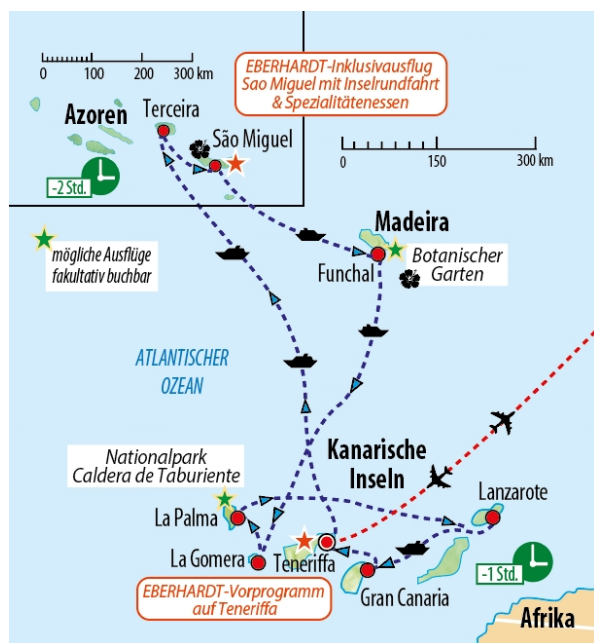 0 100 200 300 km
EBERHARDT-Inklusivausflug
Sao Miguel mit Inselrundfahrt
& Spezialitätenessen
Azoren
Terceira
São Miguel
-2 Std.
0 150 300 km
mögliche Ausflüge
fakultativ buchbar
Madeira
Funchal
Botanischer
Garten
ATLANTISCHER
OZEAN
Nationalpark
Caldera de Taburiente
Kanarische
Inseln
Lanzarote
La Palma
La Gomera
Teneriffa
-1 Std.
EBERHARDT-Vorprogramm
auf Teneriffa
Gran Canaria
Afrika